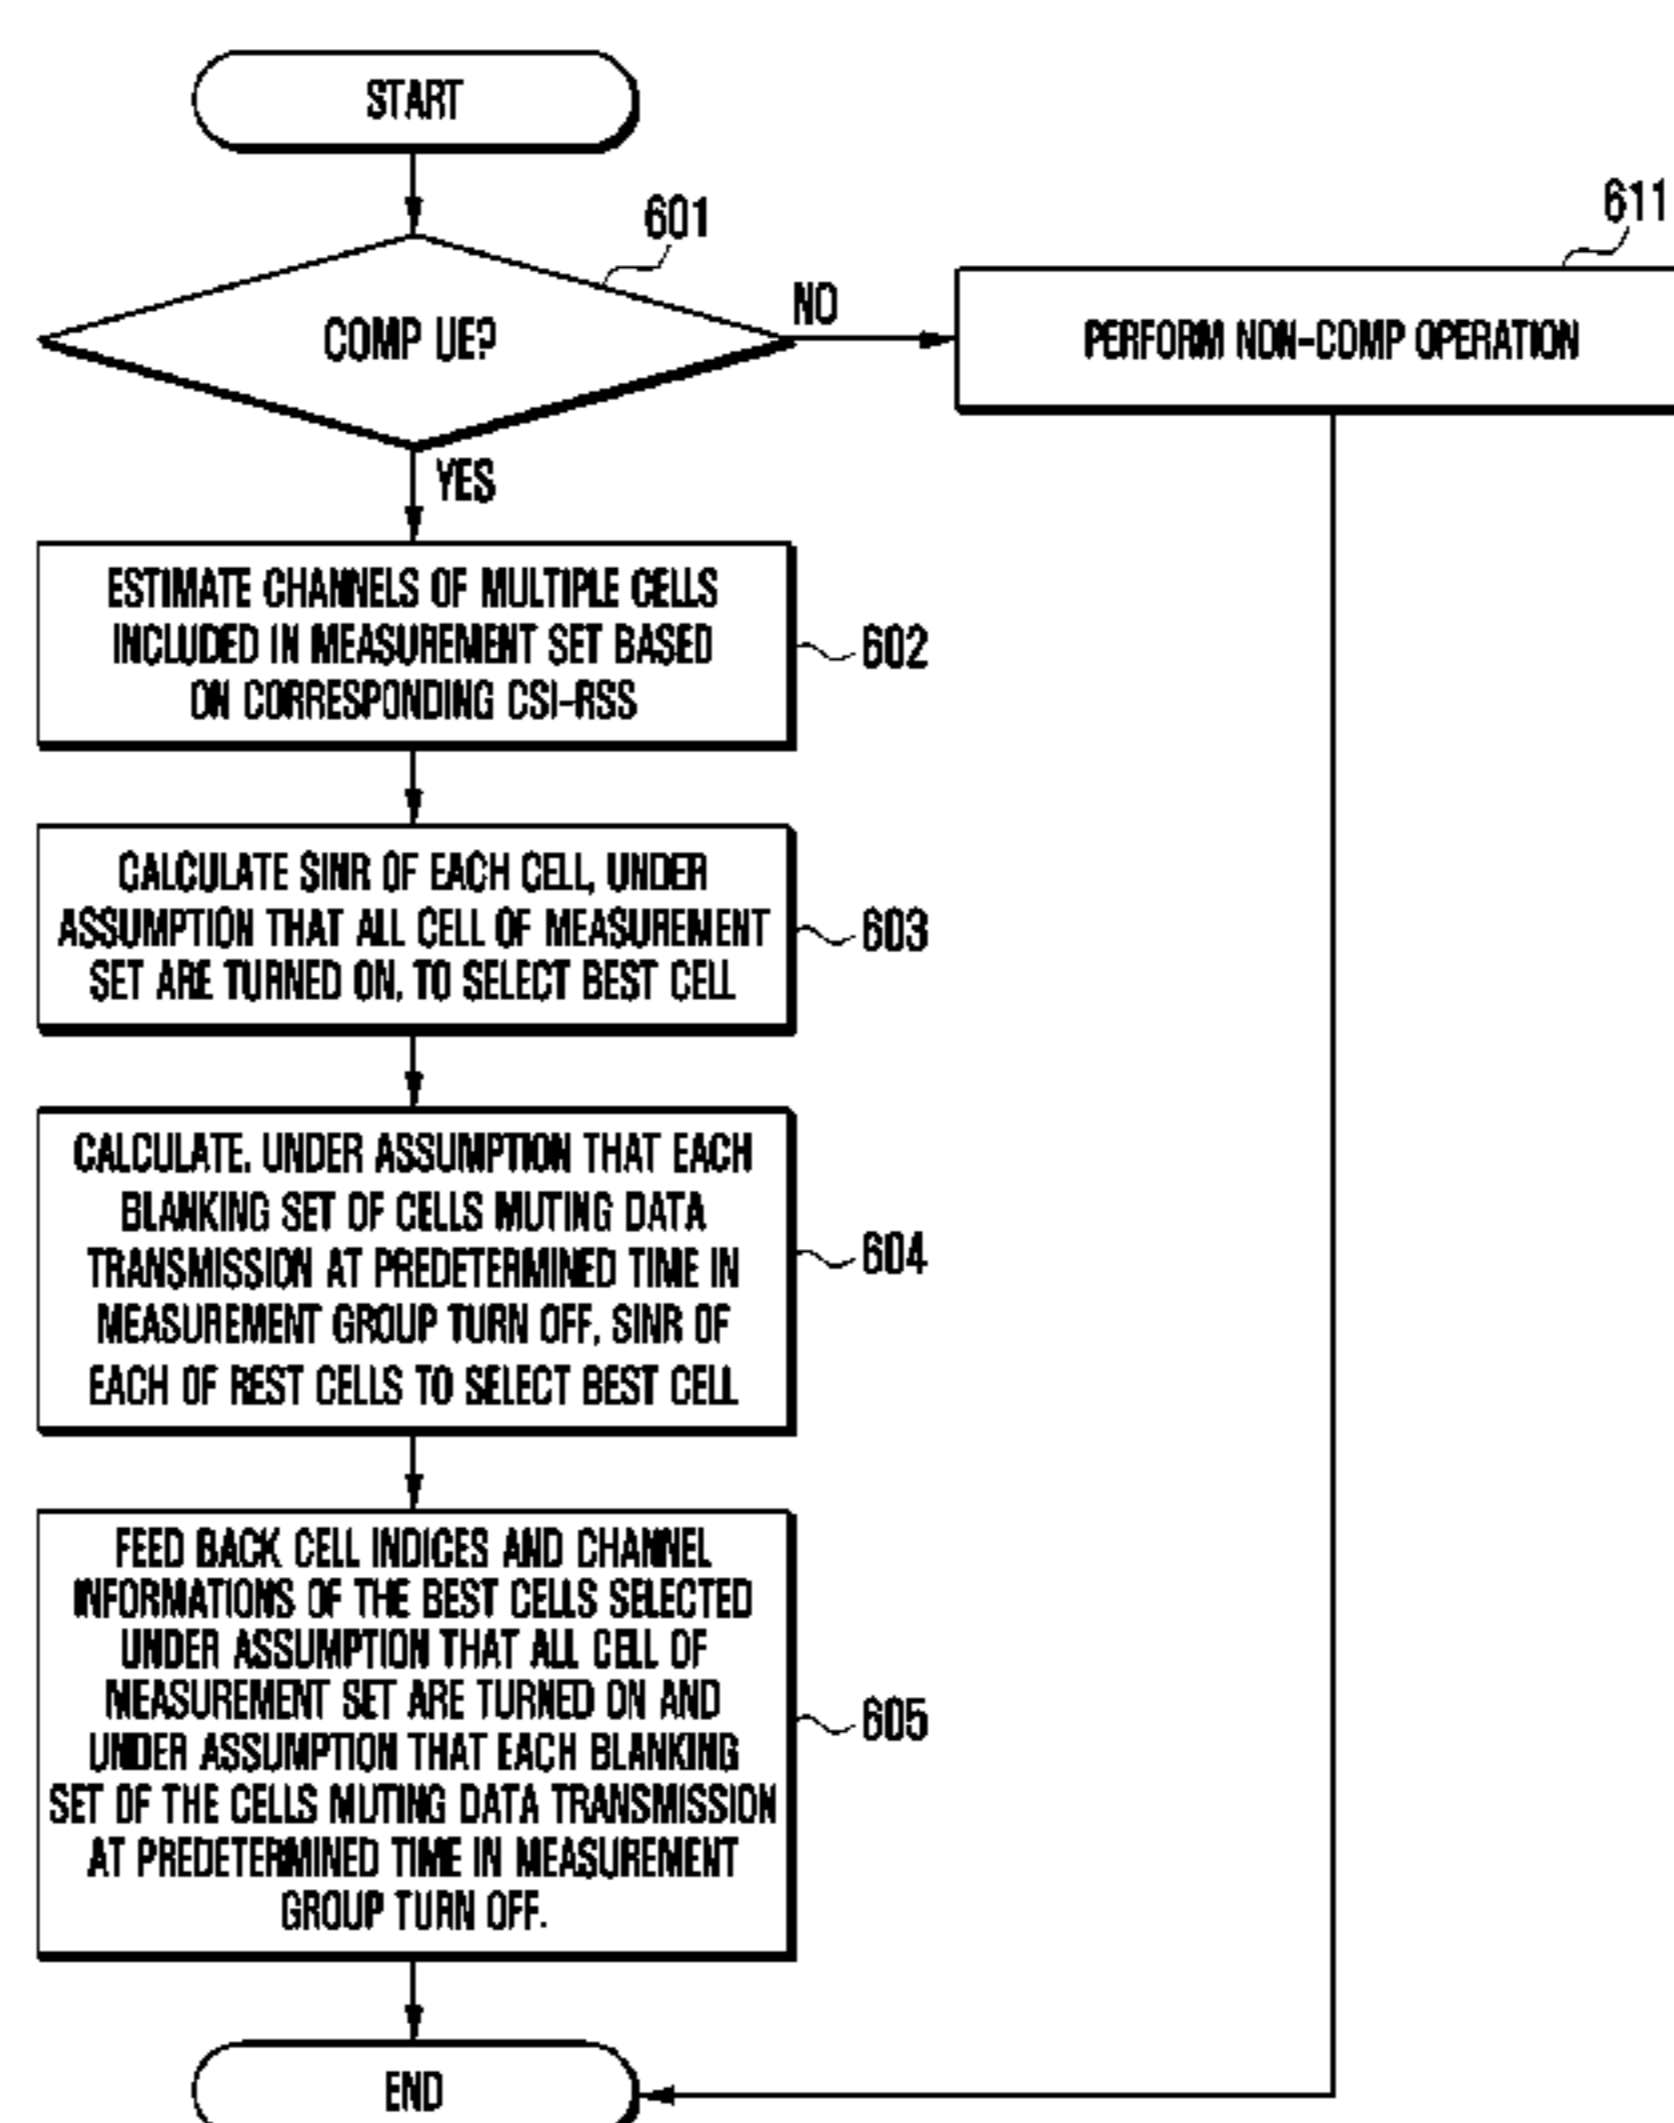 START
601
COMP UE?
NO
611
PERFORM NON-COMP OPERATION
YES
ESTIMATE CHANNELS OF MULTIPLE CELLS
INCLUDED IN MEASUREMENT SET BASED
ON CORRESPONDING CSI-RSS
602
CALCULATE SINR OF EACH CELL, UNDER
ASSUMPTION THAT ALL CELL OF MEASUREMENT
SET ARE TURNED ON, TO SELECT BEST CELL
603
CALCULATE, UNDER ASSUMPTION THAT EACH
BLANKING SET OF CELLS MUTING DATA
TRANSMISSION AT PREDETERMINED TIME IN
MEASUREMENT GROUP TURN OFF, SINR OF
EACH OF REST CELLS TO SELECT BEST CELL
604
FEED BACK CELL INDICES AND CHANNEL
INFORMATIONS OF THE BEST CELLS SELECTED
UNDER ASSUMPTION THAT ALL CELL OF
MEASUREMENT SET ARE TURNED ON AND
UNDER ASSUMPTION THAT EACH BLANKING
SET OF THE CELLS MUTING DATA TRANSMISSION
AT PREDETERMINED TIME IN MEASUREMENT
GROUP TURN OFF.
605
END